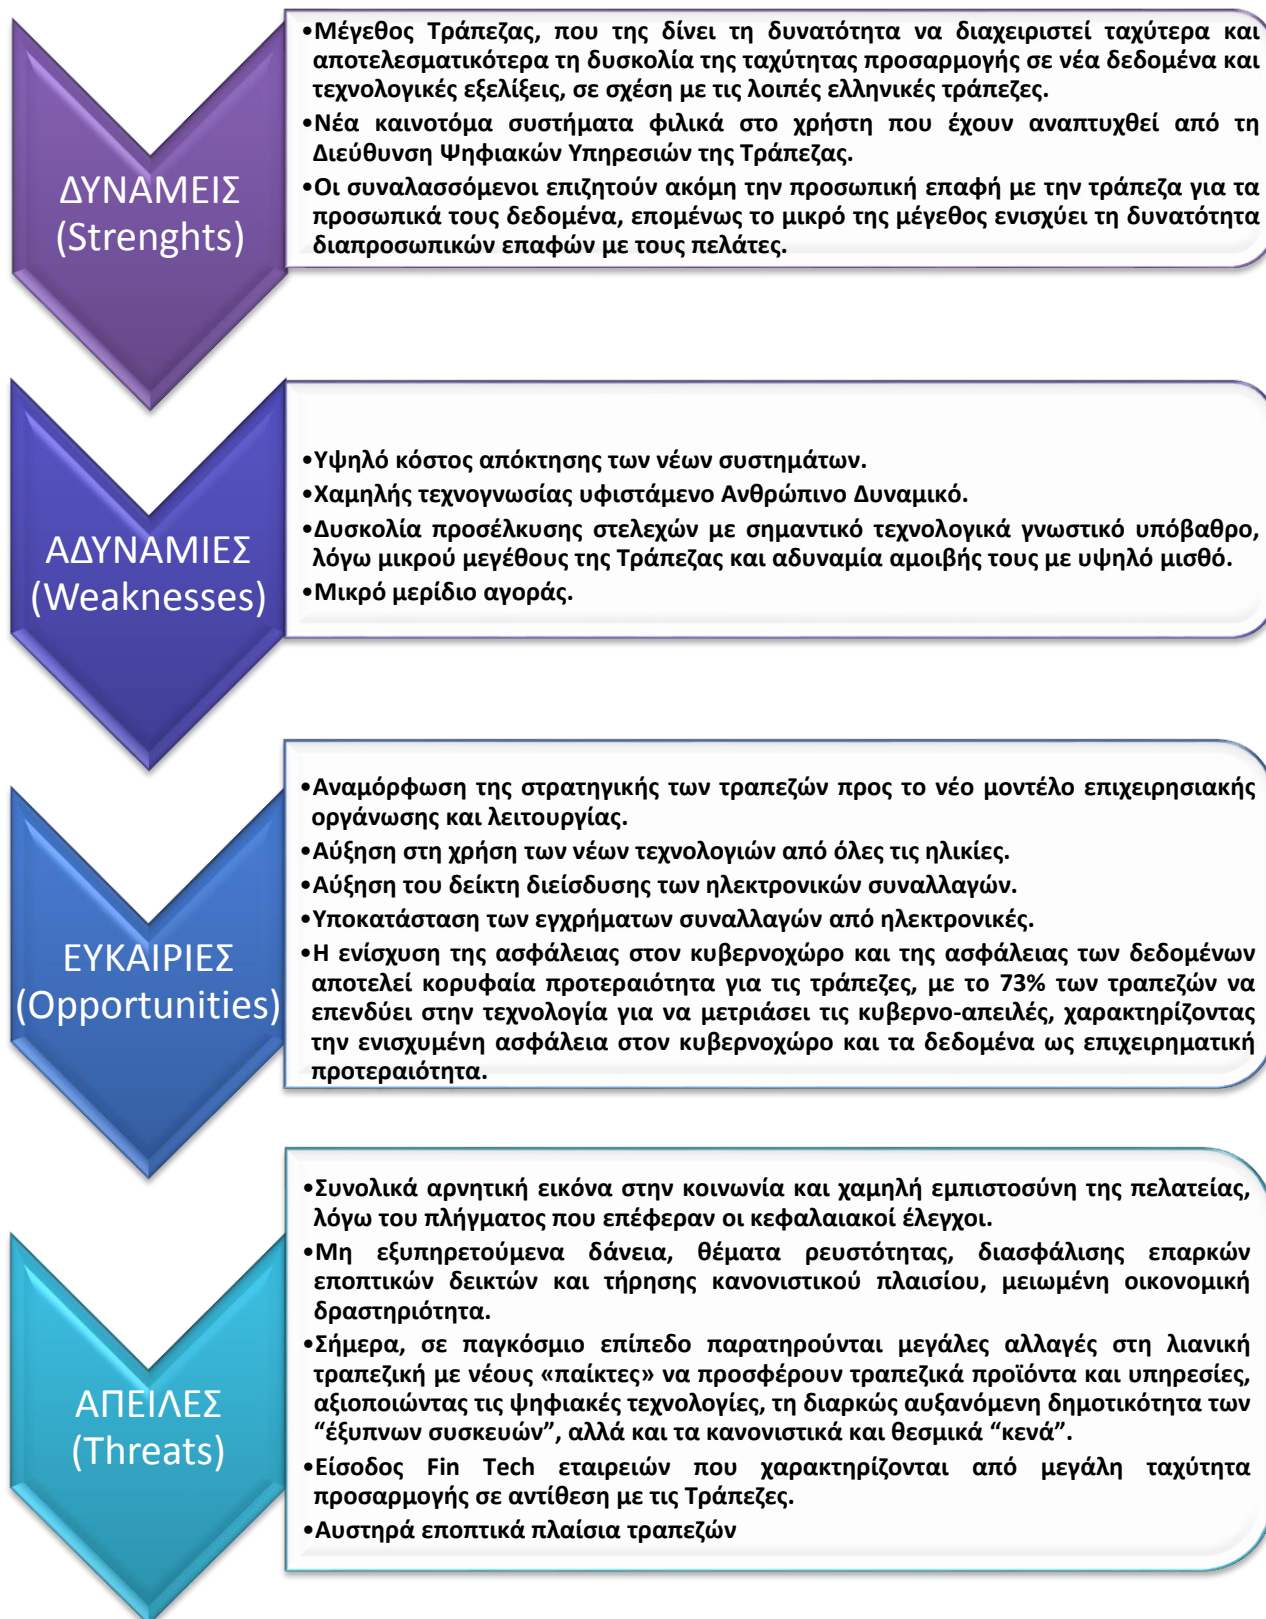 ΔΥΝΑΜΕΙΣ
(Strenghts)
•Μέγεθος Τράπεζας, που της δίνει τη δυνατότητα να διαχειριστεί ταχύτερα και
αποτελεσματικότερα τη δυσκολία της ταχύτητας προσαρμογής σε νέα δεδομένα και
τεχνολογικές εξελίξεις, σε σχέση με τις λοιπές ελληνικές τράπεζες.
•Νέα καινοτόμα συστήματα φιλικά στο χρήστη που έχουν αναπτυχθεί από τη
Διεύθυνση Ψηφιακών Υπηρεσιών της Τράπεζας.
•Οι συναλασσόμενοι επιζητούν ακόμη την προσωπική επαφή με την τράπεζα για τα
προσωπικά τους δεδομένα, επομένως το μικρό της μέγεθος ενισχύει τη δυνατότητα
διαπροσωπικών επαφών με τους πελάτες.
ΑΔΥΝΑΜΙΕΣ
(Weaknesses)
•Υψηλό κόστος απόκτησης των νέων συστημάτων.
•Χαμηλής τεχνογνωσίας υφιστάμενο Ανθρώπινο Δυναμικό.
•Δυσκολία προσέλκυσης στελεχών με σημαντικό τεχνολογικά γνωστικό υπόβαθρο,
λόγω μικρού μεγέθους της Τράπεζας και αδυναμία αμοιβής τους με υψηλό μισθό.
•Μικρό μερίδιο αγοράς.
ΕΥΚΑΙΡΙΕΣ
(Opportunities)
•Αναμόρφωση της στρατηγικής των τραπεζών προς το νέο μοντέλο επιχειρησιακής
οργάνωσης και λειτουργίας.
•Αύξηση στη χρήση των νέων τεχνολογιών από όλες τις ηλικίες.
•Αύξηση του δείκτη διείσδυσης των ηλεκτρονικών συναλλαγών.
•Υποκατάσταση των εγχρήματων συναλλαγών από ηλεκτρονικές.
•Η ενίσχυση της ασφάλειας στον κυβερνοχώρο και της ασφάλειας των δεδομένων
αποτελεί κορυφαία προτεραιότητα για τις τράπεζες, με το 73% των τραπεζών να
επενδύει στην τεχνολογία για να μετριάσει τις κυβερνο-απειλές, χαρακτηρίζοντας
την ενισχυμένη ασφάλεια στον κυβερνοχώρο και τα δεδομένα ως επιχειρηματική
προτεραιότητα.
ΑΠΕΙΛΕΣ
(Threats)
•Συνολικά αρνητική εικόνα στην κοινωνία και χαμηλή εμπιστοσύνη της πελατείας,
λόγω του πλήγματος που επέφεραν οι κεφαλαιακοί έλεγχοι.
•Μη εξυπηρετούμενα δάνεια, θέματα ρευστότητας, διασφάλισης επαρκών
εποπτικών δεικτών και τήρησης κανονιστικού πλαισίου, μειωμένη οικονομική
δραστηριότητα.
•Σήμερα, σε παγκόσμιο επίπεδο παρατηρούνται μεγάλες αλλαγές στη λιανική
τραπεζική με νέους «παίκτες» να προσφέρουν τραπεζικά προϊόντα και υπηρεσίες,
αξιοποιώντας τις ψηφιακές τεχνολογίες, τη διαρκώς αυξανόμενη δημοτικότητα των
“έξυπνων συσκευών”, αλλά και τα κανονιστικά και θεσμικά “κενά”.
•Είσοδος Fin Tech εταιρειών που χαρακτηρίζονται από μεγάλη ταχύτητα
προσαρμογής σε αντίθεση με τις Τράπεζες.
•Αυστηρά εποπτικά πλαίσια τραπεζών